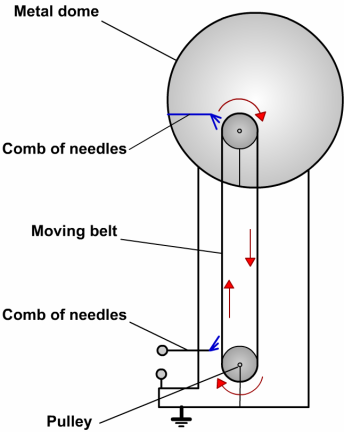 Metal dome
Comb of needles
Moving belt
Comb of needles
Pulley